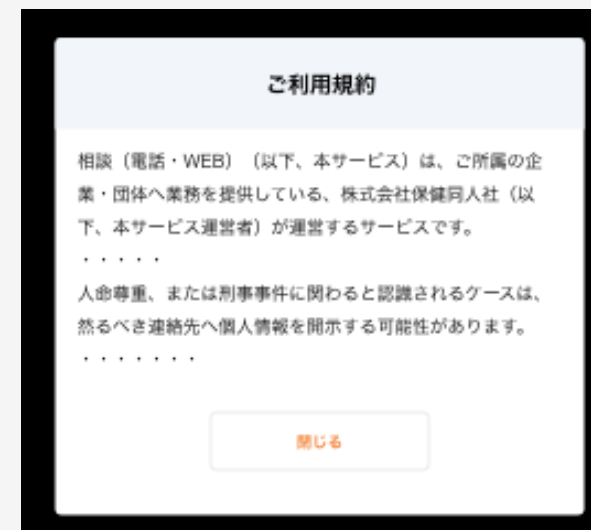 ご利用規約
相談（電話・WEB）（以下、本サービス）は、ご所属の企
業・団体へ業務を提供している、株式会社保健同人社（以
下、本サービス運営者）が運営するサービスです。
・・・・・
人命尊重、または刑事事件に関わると認識されるケースは、
然るべき連絡先へ個人情報を開示する可能性があります。
・・・・・・・
閉じる